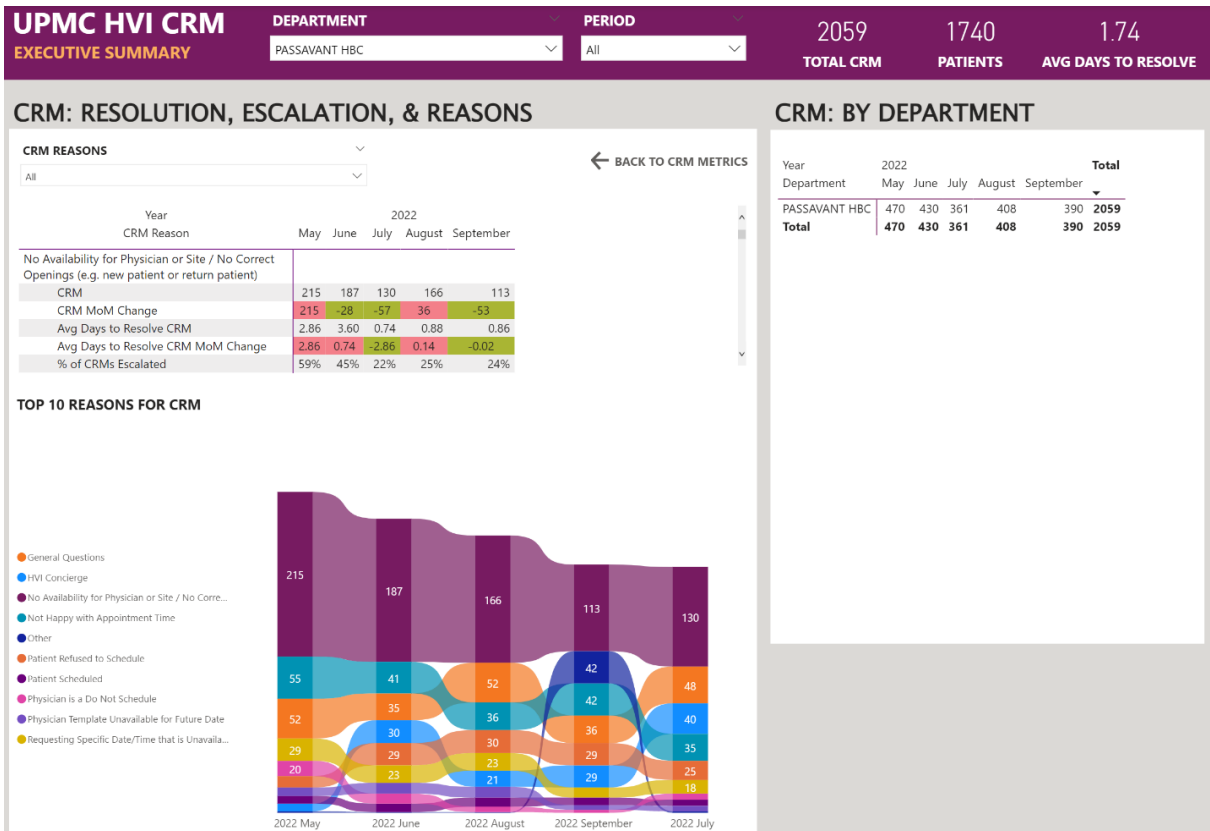 UPMC HVI CRM
EXECUTIVE SUMMARY
DEPARTMENT
PASSAVANT HBC
PERIOD
All
2059
TOTAL CRM
1740
PATIENTS
1.74
AVG DAYS TO RESOLVE
CRM: RESOLUTION, ESCALATION, & REASONS
CRM REASONS
All
BACK TO CRM METRICS
Year 2022
CRM Reason May June July August September
No Availability for Physician or Site / No Correct
Openings (e.g. new patient or return patient)
CRM 215 187 130 166 113
CRM MoM Change 215 -28 -57 36 -53
Avg Days to Resolve CRM 2.86 3.60 0.74 0.88 0.86
Avg Days to Resolve CRM MoM Change 2.86 0.74 -2.86 0.14 -0.02
% of CRMs Escalated 59% 45% 22% 25% 24%
TOP 10 REASONS FOR CRM
General Questions
HVI Concierge
No Availability for Physician or Site / No Corre...
Not Happy with Appointment Time
Other
Patient Refused to Schedule
Patient Scheduled
Physician is a Do Not Schedule
Physician Template Unavailable for Future Date
Requesting Specific Date/Time that is Unavaila...
215
55
52
29
20
187
41
35
30
29
23
166
52
36
30
23
21
113
42
42
36
29
29
130
48
40
35
25
18
2022 May 2022 June 2022 August 2022 September 2022 July
CRM: BY DEPARTMENT
Year 2022 Total
Department May June July August September
PASSAVANT HBC 470 430 361 408 390 2059
Total 470 430 361 408 390 2059